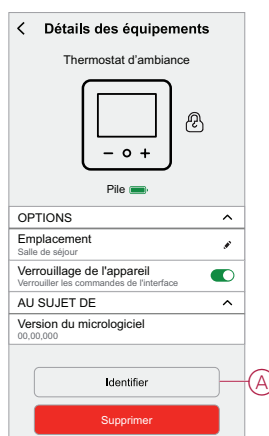 Détails des équipements
Thermostat d'ambiance
Pile
OPTIONS
Emplacement
Salle de séjour
Verrouillage de l'appareil
Verrouiller les commandes de l'interface
AU SUJET DE
Version du micrologiciel
00,00,000
Identifier
A
Supprimer